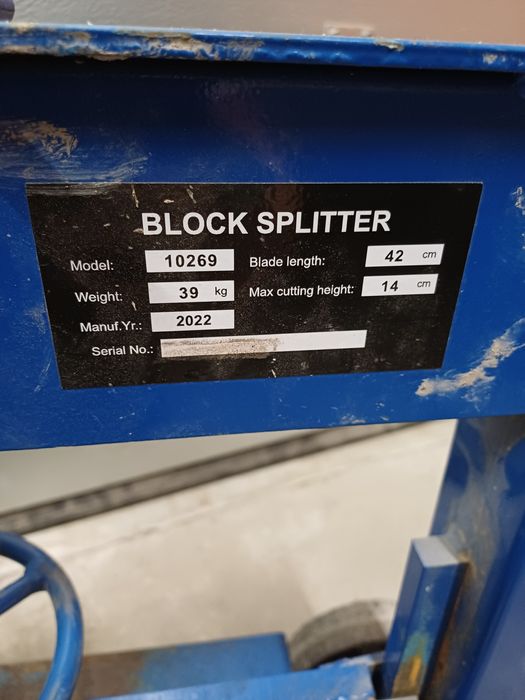 BLOCK SPLITTER
Model: 10269 Blade length: 42 cm
Weight: 39 kg Max cutting height: 14 cm
Manuf.Yr.: 2022
Serial No.: